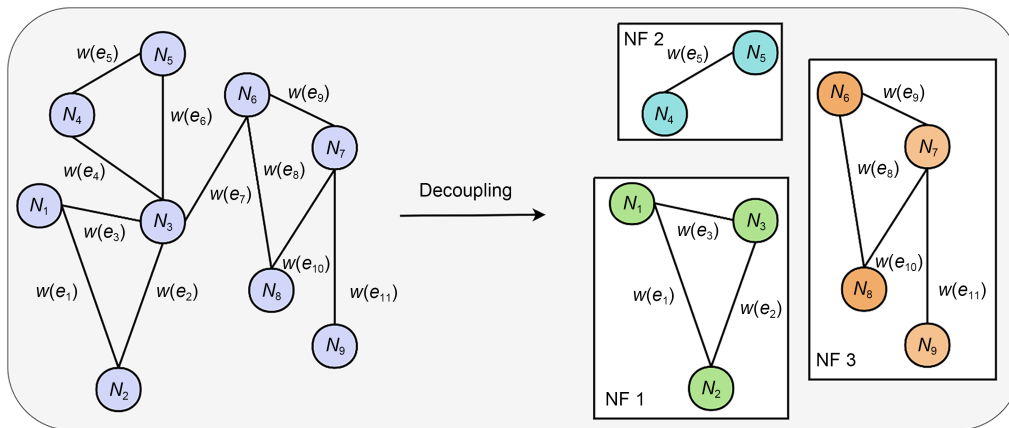 w(e₅)
N₅
N₄
w(e₆)
w(e₄)
N₁
w(e₃)
N₃
w(e₁)
w(e₂)
N₂
N₆
w(e₉)
N₇
w(e₈)
w(e₇)
w(e₁₀)
N₈
w(e₁₁)
N₉
Decoupling
NF 2
w(e₅)
N₅
N₄
N₁
w(e₃)
N₃
w(e₁)
w(e₂)
N₂
NF 1
N₆
w(e₉)
N₇
w(e₈)
w(e₁₀)
N₈
w(e₁₁)
N₉
NF 3